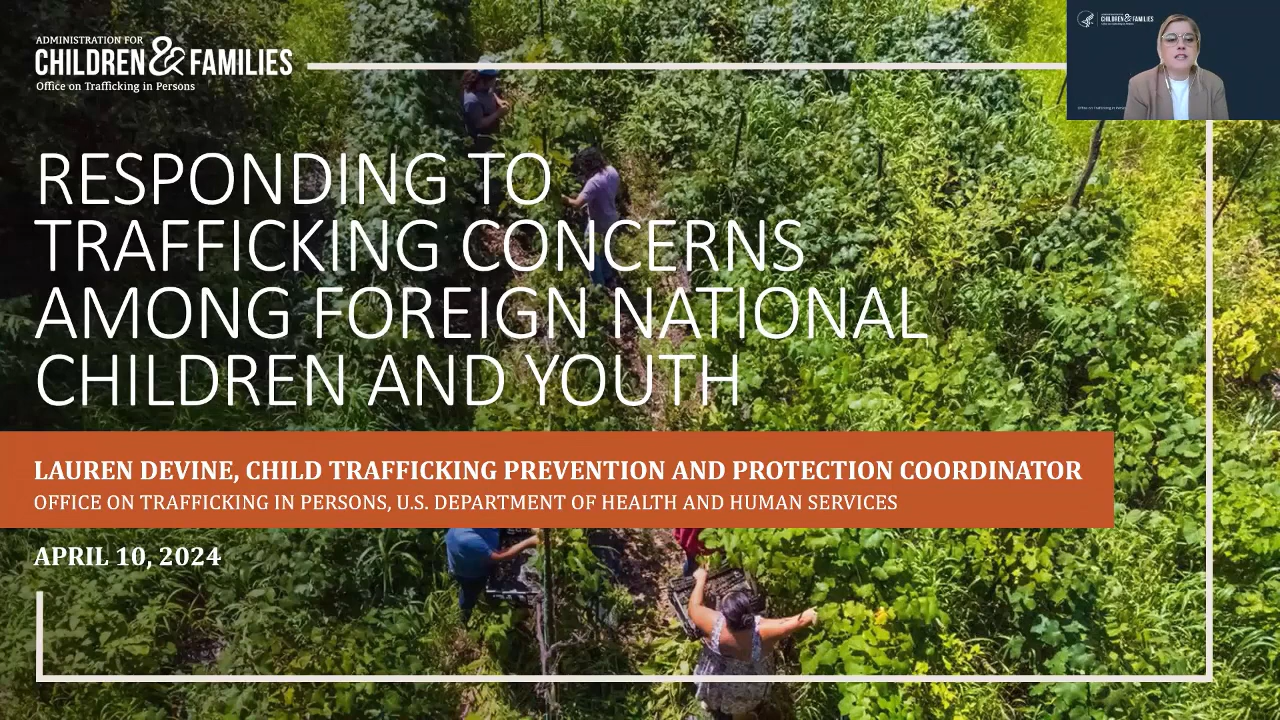 ADMINISTRATION FOR
CHILDREN & FAMILIES
Office on Trafficking in Persons
CHILDREN & FAMILIES
RESPONDING TO
TRAFFICKING CONCERNS
AMONG FOREIGN NATIONAL
CHILDREN AND YOUTH
LAUREN DEVINE, CHILD TRAFFICKING PREVENTION AND PROTECTION COORDINATOR
OFFICE ON TRAFFICKING IN PERSONS, U.S. DEPARTMENT OF HEALTH AND HUMAN SERVICES
APRIL 10, 2024